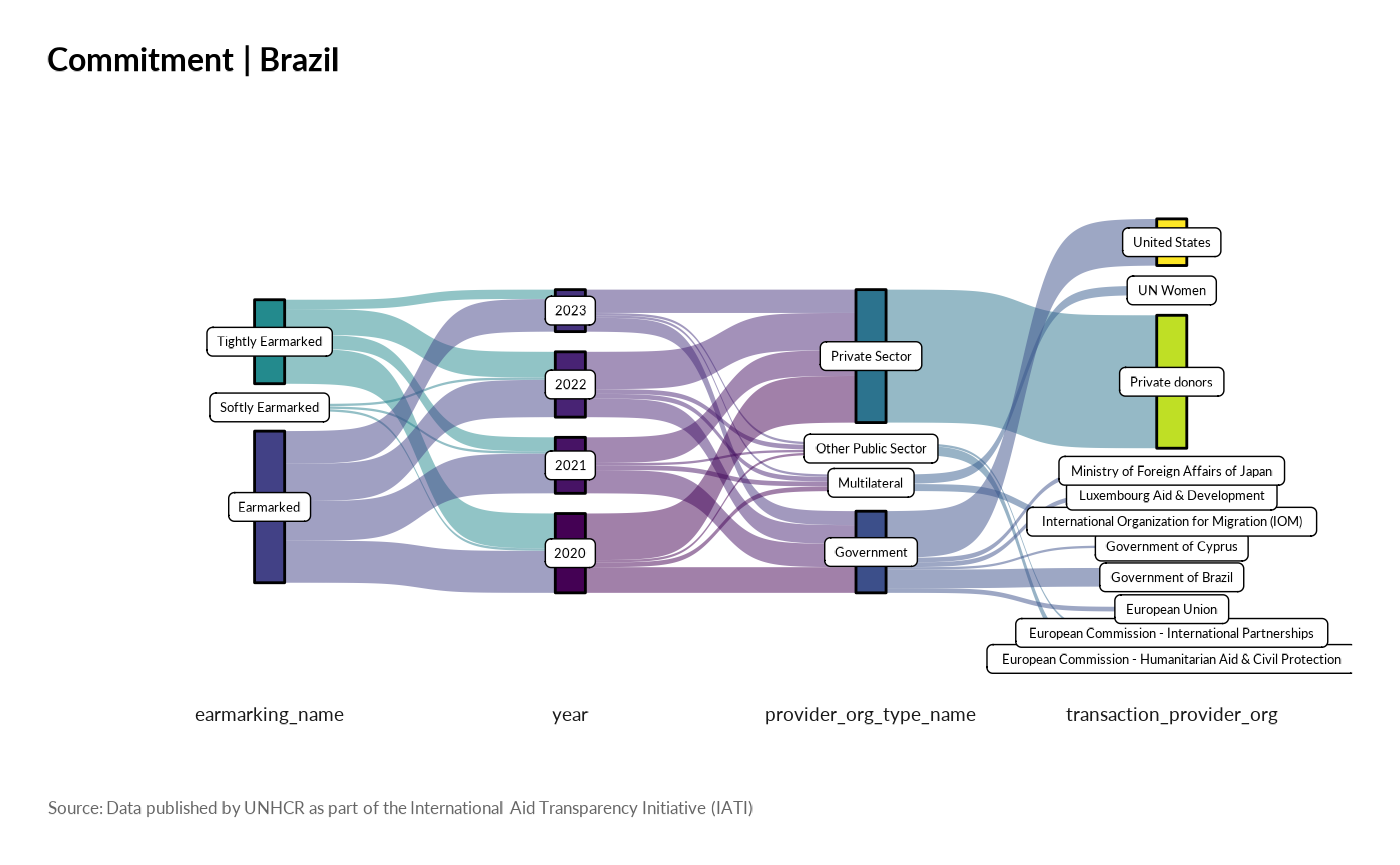 Commitment | Brazil
Tightly Earmarked
Softly Earmarked
Earmarked
2023
2022
2021
2020
Private Sector
Other Public Sector
Multilateral
Government
United States
UN Women
Private donors
Ministry of Foreign Affairs of Japan
Luxembourg Aid & Development
International Organization for Migration (IOM)
Government of Cyprus
Government of Brazil
European Union
European Commission - International Partnerships
European Commission - Humanitarian Aid & Civil Protection
earmarking_name
year
provider_org_type_name
transaction_provider_org
Source: Data published by UNHCR as part of the International Aid Transparency Initiative (IATI)